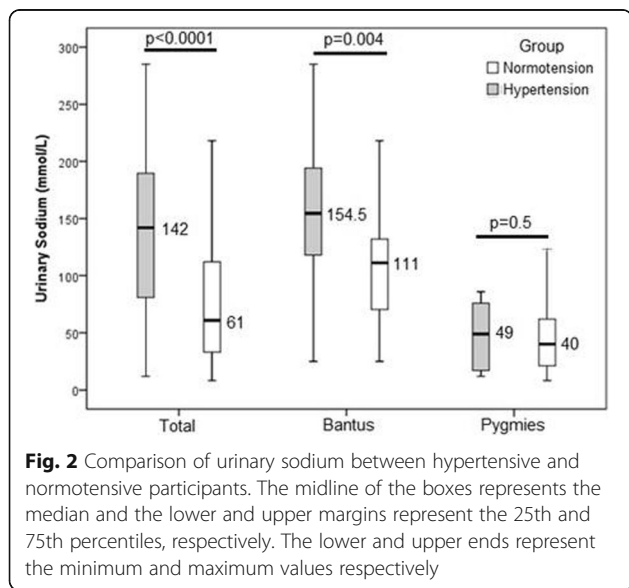 p<0.0001
p=0.004
Group
Normotension
Hypertension
300
250
200
150
100
50
0
Urinary Sodium (mmol/L)
142
61
154.5
111
p=0.5
49
40
Total
Bantus
Pygmies
Fig. 2 Comparison of urinary sodium between hypertensive and
normotensive participants. The midline of the boxes represents the
median and the lower and upper margins represent the 25th and
75th percentiles, respectively. The lower and upper ends represent
the minimum and maximum values respectively